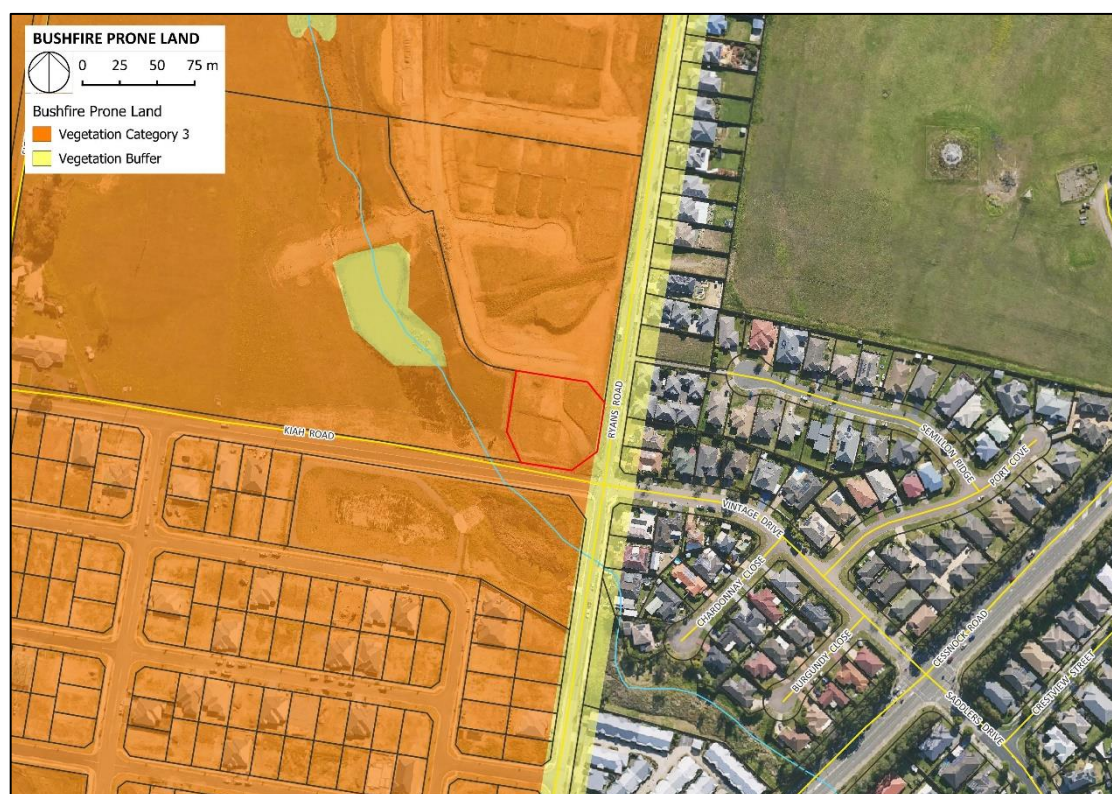 BUSHFIRE PRONE LAND
0 25 50 75 m
Bushfire Prone Land
Vegetation Category 3
Vegetation Buffer
KIAH ROAD
RYANS ROAD
SEMILLON RIDGE
PORT COVE
VINTAGE DRIVE
CHARDONNAY CLOSE
BURGUNDY CLOSE
CESSNOCK ROAD
SADDLERS DRIVE
CRESTVIEW STREET